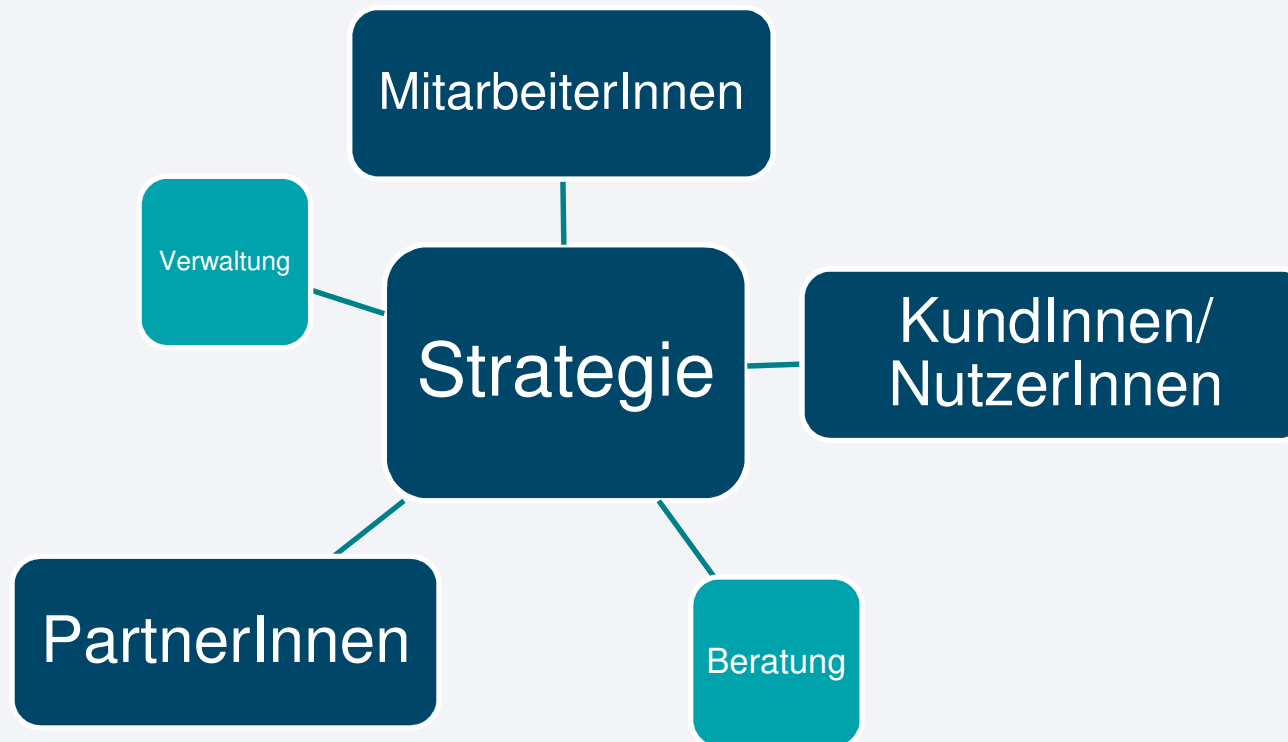 MitarbeiterInnen
Verwaltung
Strategie
KundInnen/
NutzerInnen
PartnerInnen
Beratung